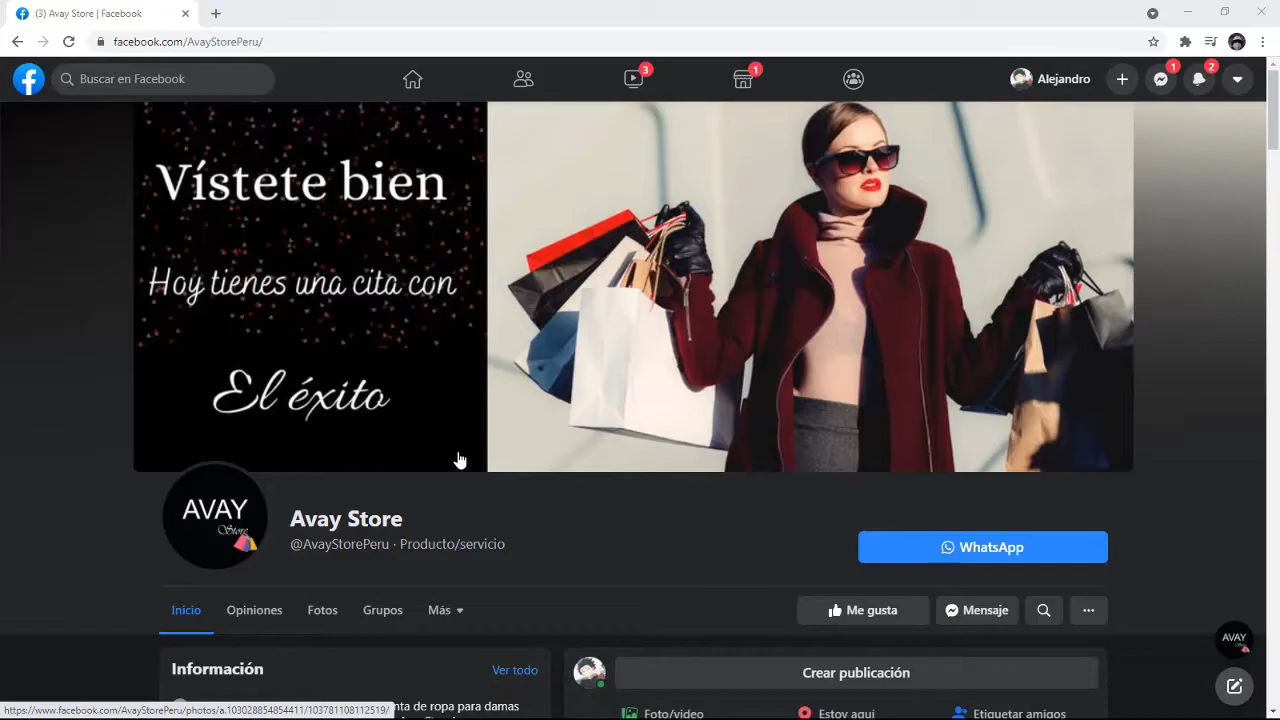 (3) Avay Store | Facebook
facebook.com/AvayStorePeru/
Buscar en Facebook
3
1
Alejandro
1
2
Vístete bien
Hoy tienes una cita con
El éxito
AVAY
Store
Avay Store
@AvayStorePeru · Producto/servicio
WhatsApp
Inicio
Opiniones
Fotos
Grupos
Más
Me gusta
Mensaje
Información
Ver todo
Crear publicación
AVAY
nta de ropa para damas
Foto/video
Estoy aquí
Etiquetar amigos
https://www.facebook.com/AvayStorePeru/photos/a.103028854854411/103781108112519/